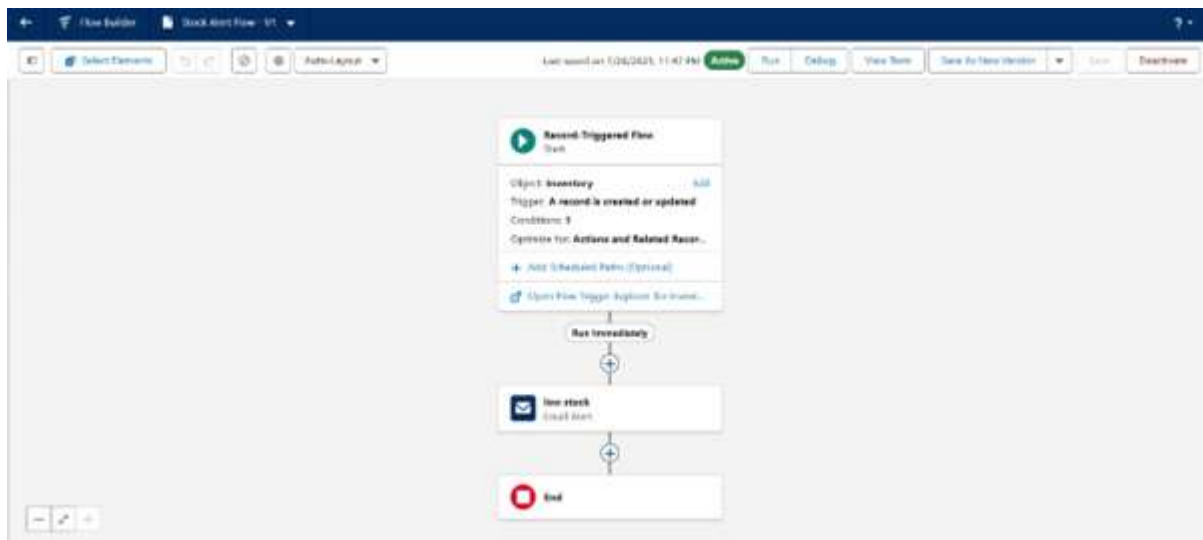 Flow Builder
Stock Alert Flow - V1
Select Elements
Auto-Layout
Last saved on 7/26/2025, 11:47 PM
Active
Run
Debug
View Tests
Save As New Version
Save
Deactivate
Record-Triggered Flow
Start
Object: Inventory
Edit
Trigger: A record is created or updated
Conditions:
Optimize for: Actions and Related Recor...
+ Add Scheduled Paths (Optional)
Open Flow Trigger Explorer for Invent...
Run Immediately
low stock
Email Alert
End